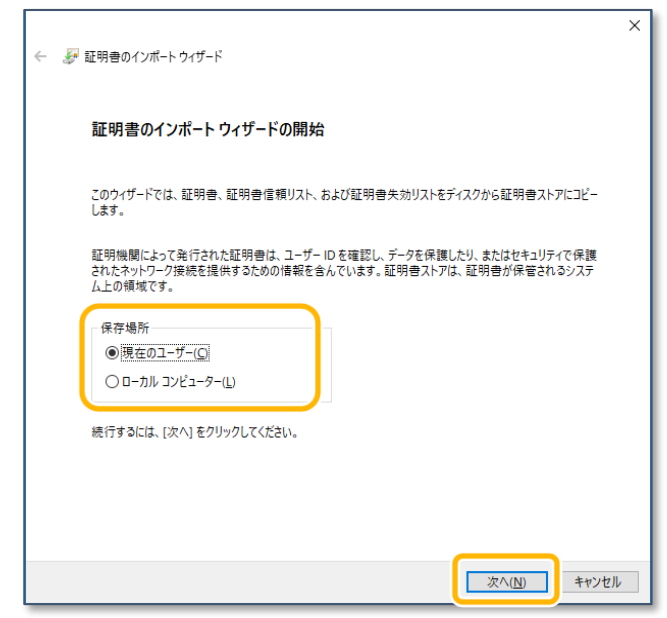 証明書のインポート ウィザード
証明書のインポート ウィザードの開始
このウィザードでは、証明書、証明書信頼リスト、および証明書失効リストをディスクから証明書ストアにコピー
します。
証明機関によって発行された証明書は、ユーザー ID を確認し、データを保護したり、またはセキュリティで保護
されたネットワーク接続を提供するための情報を含んでいます。証明書ストアは、証明書が保管されるシステ
ム上の領域です。
保存場所
現在のユーザー(C)
ローカル コンピューター(L)
続行するには、[次へ] をクリックしてください。
次へ(N)
キャンセル